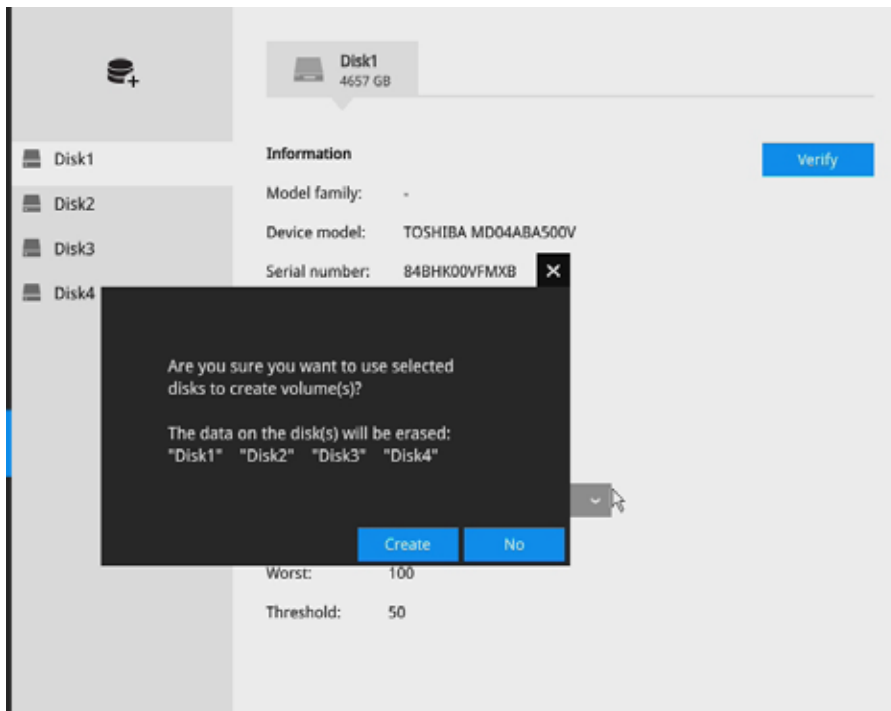 Disk1
4657 GB
Disk1
Disk2
Disk3
Disk4
Information
Verify
Model family: -
Device model: TOSHIBA MD04ABA500V
Serial number: 84BHK00VFMXB
Are you sure you want to use selected
disks to create volume(s)?
The data on the disk(s) will be erased:
"Disk1" "Disk2" "Disk3" "Disk4"
Create No
Worst: 100
Threshold: 50